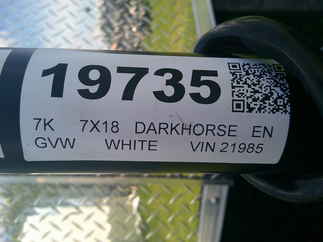 19735
7K 7X18 DARKHORSE EN
GVW WHITE VIN 21985